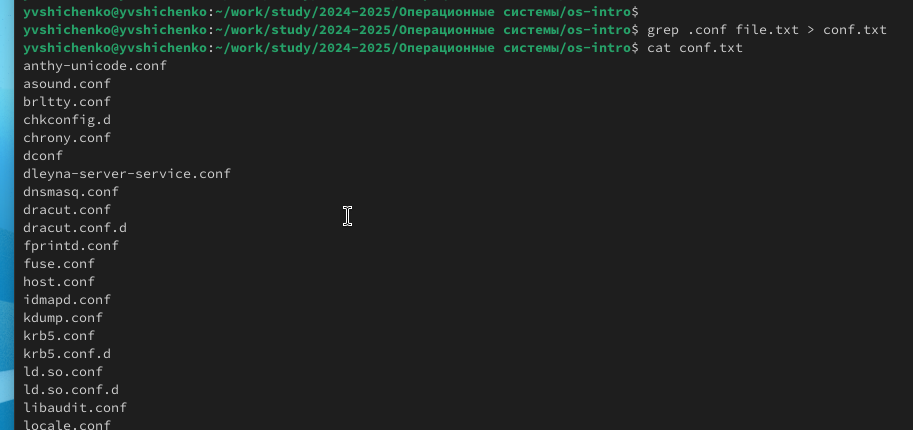 yvshichenko@yvshichenko:~/work/study/2024-2025/Операционные системы/os-intro$
yvshichenko@yvshichenko:~/work/study/2024-2025/Операционные системы/os-intro$ grep .conf file.txt > conf.txt
yvshichenko@yvshichenko:~/work/study/2024-2025/Операционные системы/os-intro$ cat conf.txt
anthy-unicode.conf
asound.conf
brltty.conf
chkconfig.d
chrony.conf
dconf
dleyna-server-service.conf
dnsmasq.conf
dracut.conf
dracut.conf.d
fprintd.conf
fuse.conf
host.conf
idmapd.conf
kdump.conf
krb5.conf
krb5.conf.d
ld.so.conf
ld.so.conf.d
libaudit.conf
locale.conf